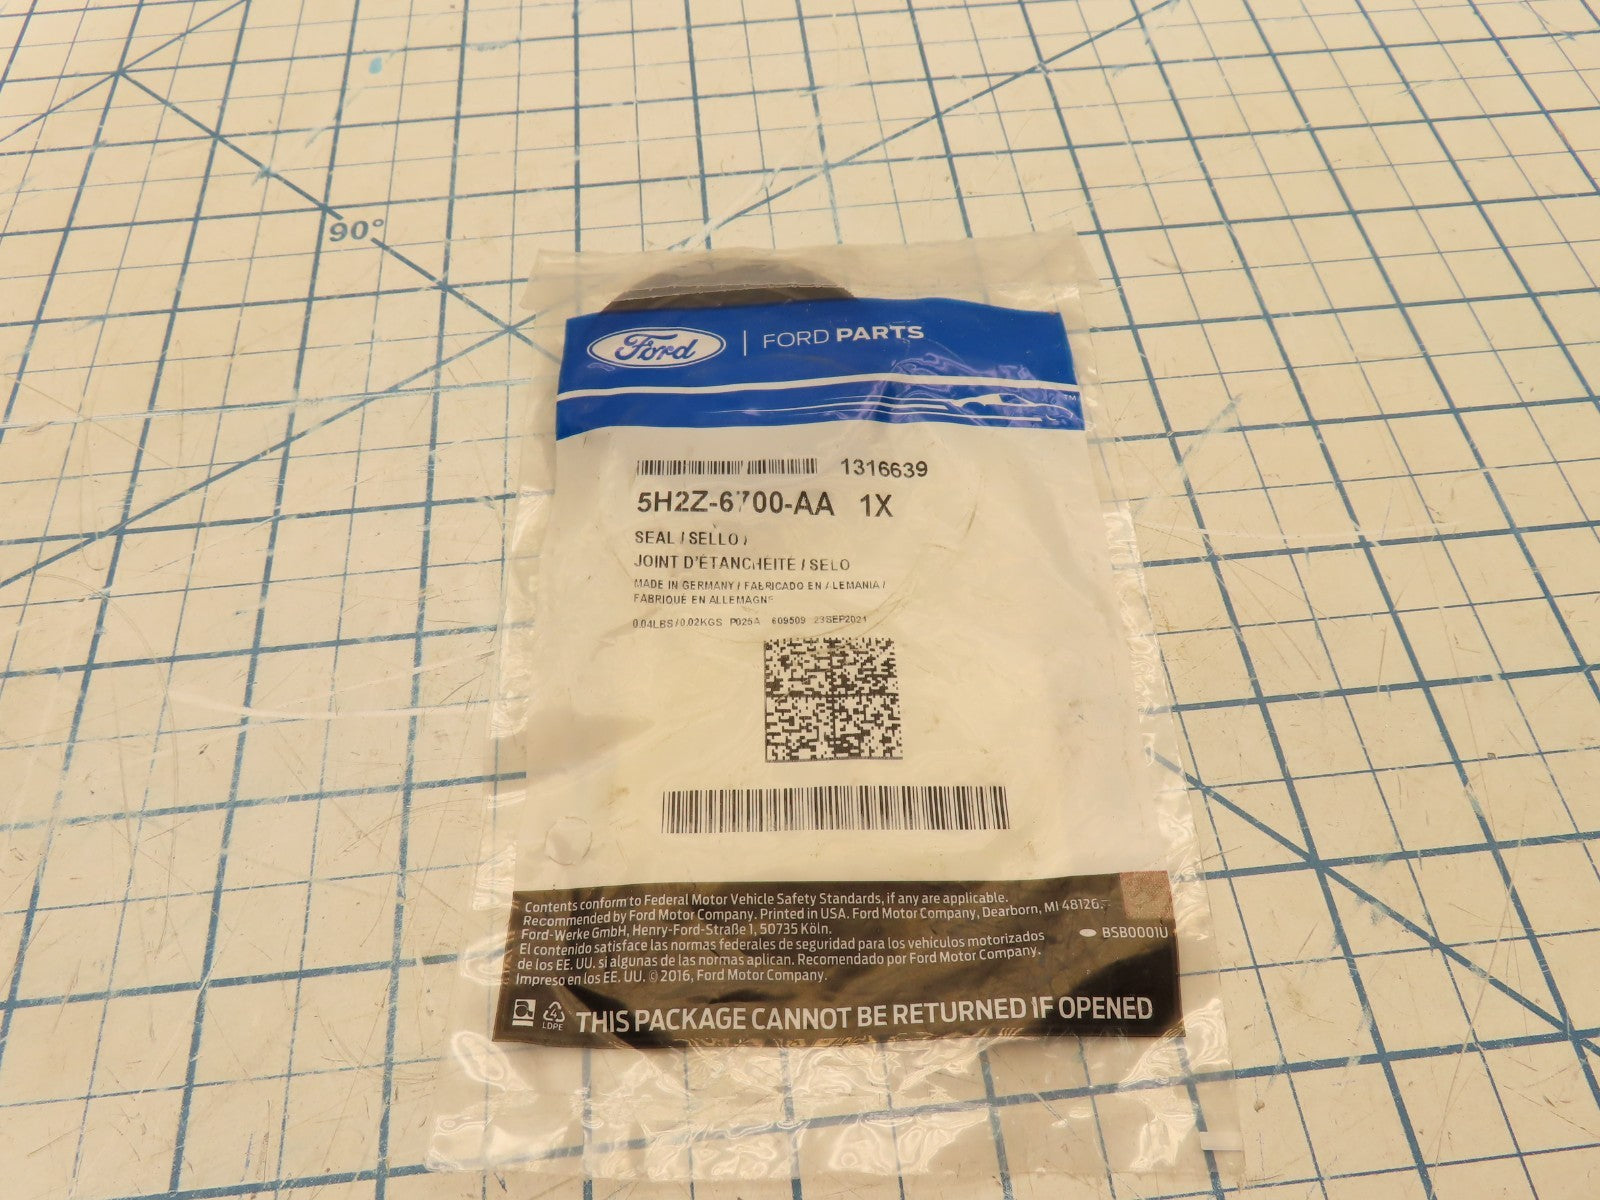 90°
Ford | FORD PARTS
TM
1316639
5H2Z-6700-AA 1X
SEAL / SELLO /
JOINT D'ÉTANCHEITE / SELO
MADE IN GERMANY / FABRICADO EN ALEMANIA /
FABRIQUE EN ALLEMAGNE
0.04LBS/0.02KGS P025A 609509 23SEP2021
Contents conform to Federal Motor Vehicle Safety Standards, if any are applicable.
Recommended by Ford Motor Company. Printed in USA. Ford Motor Company, Dearborn, MI 48126.
Ford-Werke GmbH, Henry-Ford-Straße 1, 50735 Köln.
El contenido satisface las normas federales de seguridad para los vehículos motorizados
de los EE. UU. si algunas de las normas aplican. Recomendado por Ford Motor Company.
Impreso en los EE. UU. © 2016, Ford Motor Company.
BSB0001U
4
LDPE
THIS PACKAGE CANNOT BE RETURNED IF OPENED